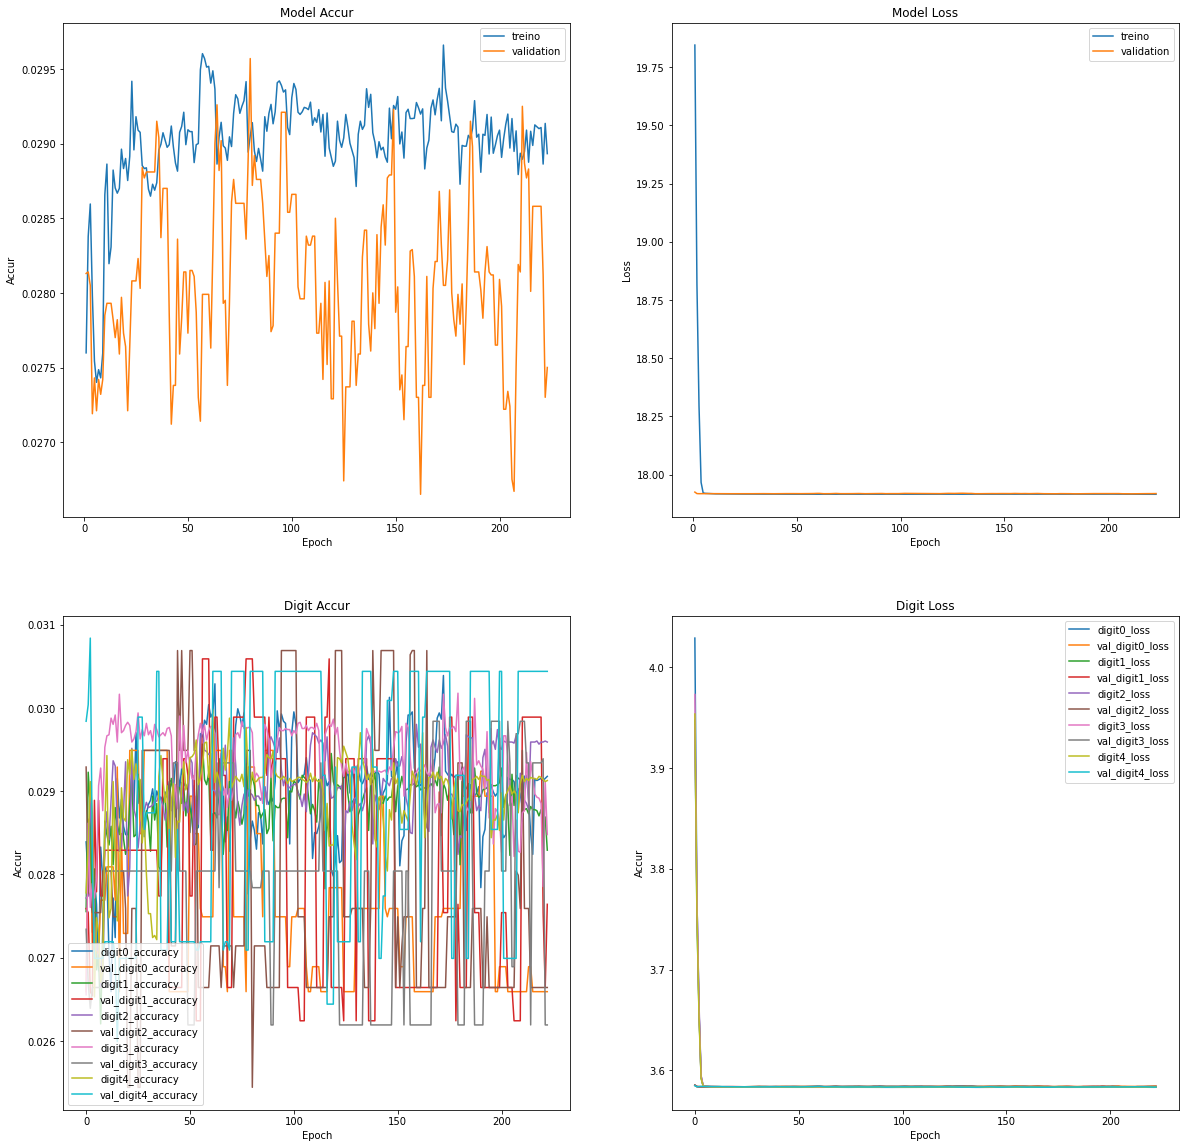 Model Accur
treino
validation
0.0295
0.0290
0.0285
0.0280
0.0275
0.0270
Accur
0
50
100
150
200
Epoch
Model Loss
treino
validation
19.75
19.50
19.25
19.00
18.75
18.50
18.25
18.00
Loss
0
50
100
150
200
Epoch
Digit Accur
0.031
0.030
0.029
0.028
0.027
0.026
Accur
digit0_accuracy
val_digit0_accuracy
digit1_accuracy
val_digit1_accuracy
digit2_accuracy
val_digit2_accuracy
digit3_accuracy
val_digit3_accuracy
digit4_accuracy
val_digit4_accuracy
0
50
100
150
200
Epoch
Digit Loss
digit0_loss
val_digit0_loss
digit1_loss
val_digit1_loss
digit2_loss
val_digit2_loss
digit3_loss
val_digit3_loss
digit4_loss
val_digit4_loss
4.0
3.9
3.8
3.7
3.6
Accur
0
50
100
150
200
Epoch